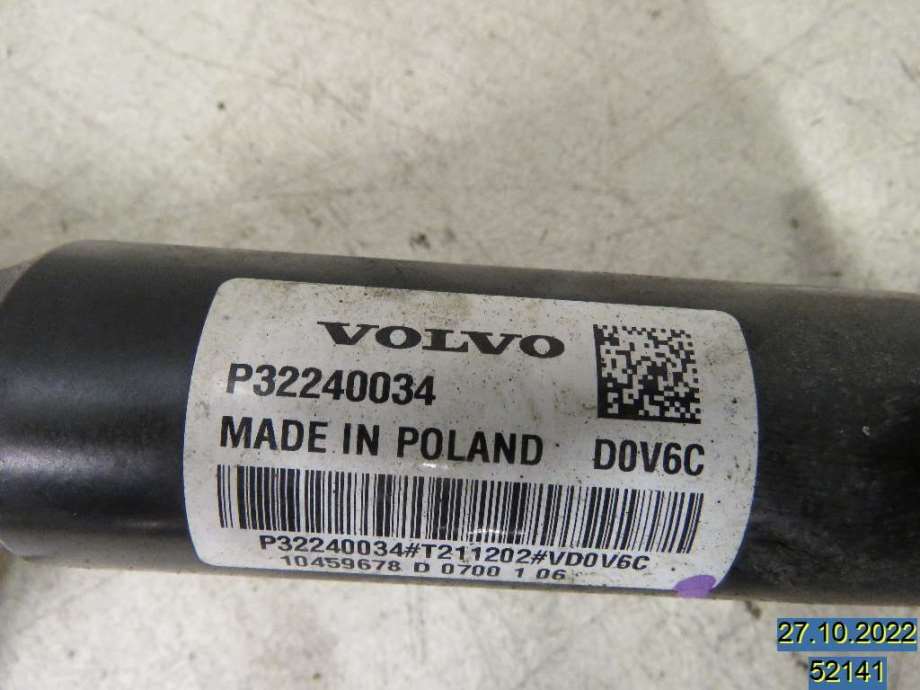 VOLVO
P32240034
MADE IN POLAND D0V6C
P32240034#T211202#VD0V6C
10459678 D 0700 1 06
27.10.2022
52141